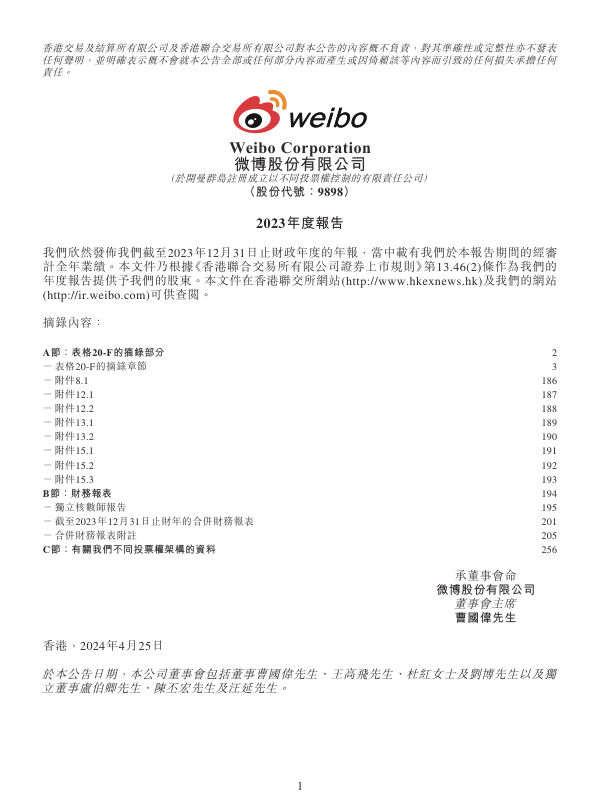 香港交易及結算所有限公司及香港聯合交易所有限公司對本公告的內容概不負責，對其準確性或完整性亦不發表
任何聲明，並明確表示概不會就本公告全部或任何部分內容而產生或因倚賴該等內容而引致的任何損失承擔任何
責任。
weibo
Weibo Corporation
微博股份有限公司
（於開曼群島註冊成立以不同投票權控制的有限責任公司）
（股份代號：9898）
2023年度報告
我們欣然發佈我們截至2023年12月31日止財政年度的年報，當中載有我們於本報告期間的經審
計全年業績。本文件乃根據《香港聯合交易所有限公司證券上市規則》第13.46(2)條作為我們的
年度報告提供予我們的股東。本文件在香港聯交所網站(http://www.hkexnews.hk)及我們的網站
(http://ir.weibo.com)可供查閱。
摘錄內容：
A節：表格20-F的摘錄部分 2
－表格20-F的摘錄章節 3
－附件8.1 186
－附件12.1 187
－附件12.2 188
－附件13.1 189
－附件13.2 190
－附件15.1 191
－附件15.2 192
－附件15.3 193
B節：財務報表 194
－獨立核數師報告 195
－截至2023年12月31日止財年的合併財務報表 201
－合併財務報表附註 205
C節：有關我們不同投票權架構的資料 256
承董事會命
微博股份有限公司
董事會主席
曹國偉先生
香港，2024年4月25日
於本公告日期，本公司董事會包括董事曹國偉先生、王高飛先生、杜紅女士及劉博先生以及獨
立董事盧伯卿先生、陳丕宏先生及汪延先生。
1